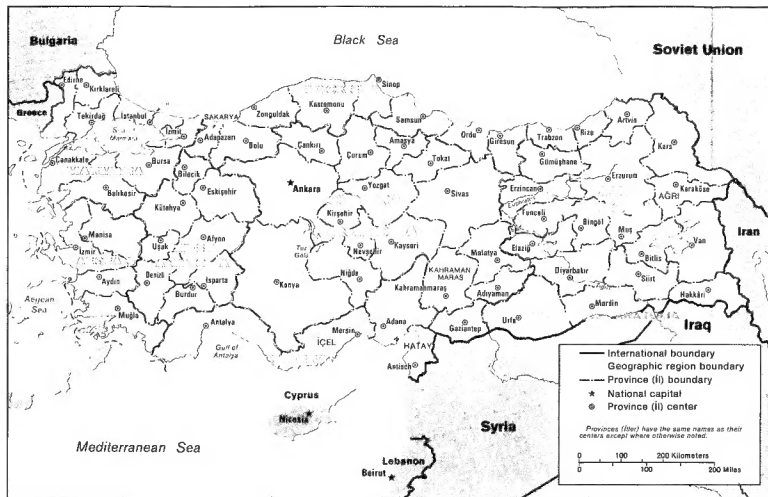 Black Sea
Bulgaria
Soviet Union
Edirne
Kırklareli
Sinop
Greece
Kastamonu
Zonguldak
Artvin
Tekirdağ
İstanbul
SAKARYA
Samsun
Ordu
Giresun
Trabzon
Rize
İzmit
Adapazarı
Bolu
Çankırı
Çorum
Amasya
Tokat
Gümüşhane
Kars
Çanakkale
Bursa
Bilecik
Eskişehir
Ankara
Yozgat
Sivas
Erzincan
Erzurum
Karaköse
AĞRI
Balıkesir
Kütahya
Kırşehir
Tunceli
Bingöl
Muş
Iran
Manisa
Uşak
Afyon
Tuz
Gölü
Nevşehir
Kayseri
Malatya
Elazığ
Van
İzmir
Bitlis
Aydın
Denizli
Isparta
Burdur
Konya
Niğde
KAHRAMAN
MARAŞ
Kahramanmaraş
Adıyaman
Diyarbakır
Siirt
Hakkâri
Aegean
Sea
Muğla
Antalya
Mardin
Gulf of
Antalya
İÇEL
Mersin
Adana
Gaziantep
Urfa
HATAY
Antioch
Iraq
Cyprus
Nicosia
Syria
Mediterranean Sea
Lebanon
Beirut
International boundary
Geographic region boundary
Province (İl) boundary
National capital
Province (İl) center
Provinces (İller) have the same names as their
centers except where otherwise noted.
0 100 200 Kilometers
0 100 200 Miles